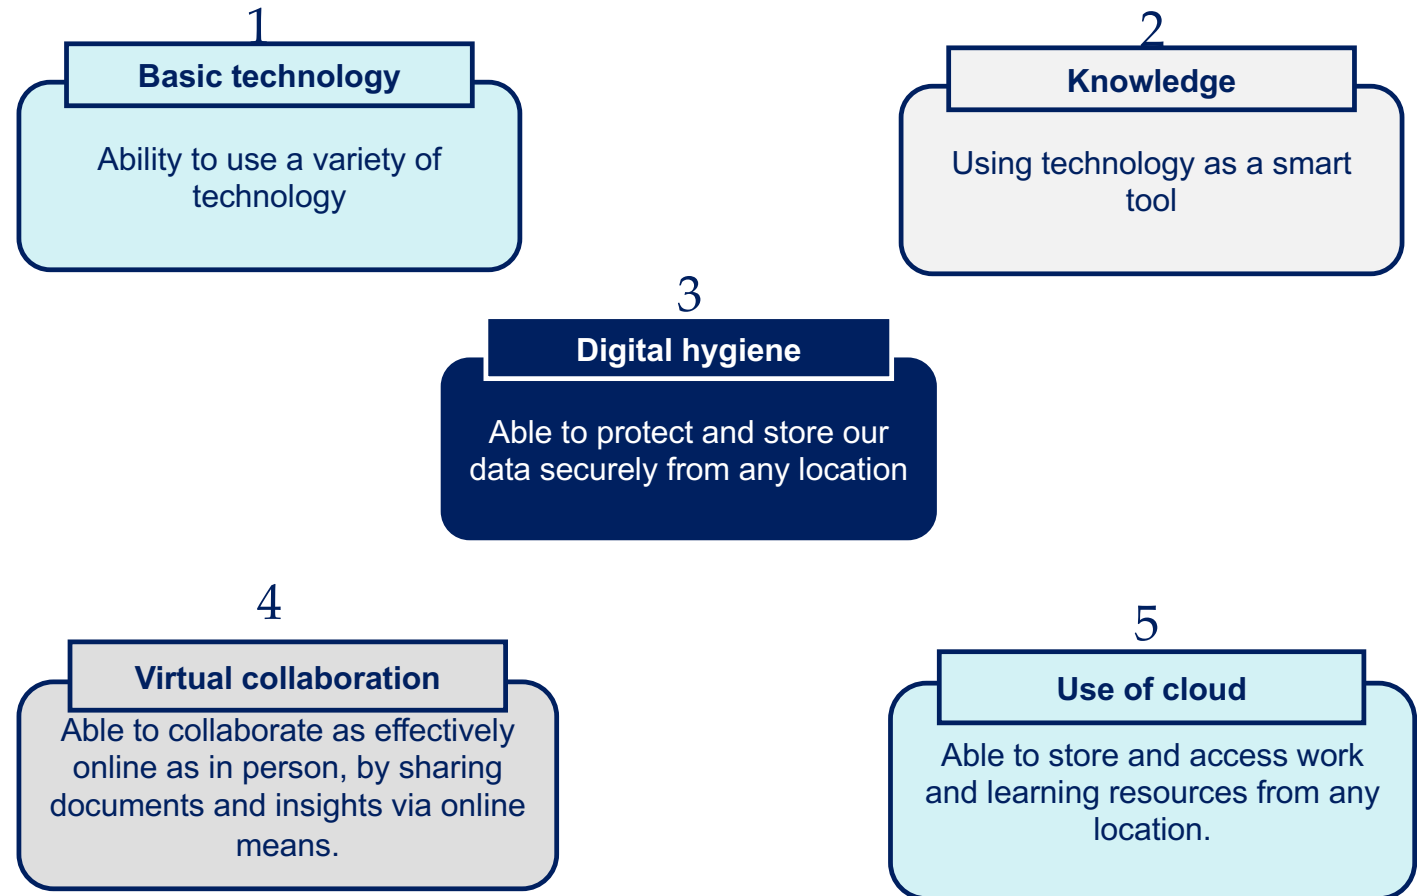 1
Basic technology
Ability to use a variety of
technology
2
Knowledge
Using technology as a smart
tool
3
Digital hygiene
Able to protect and store our
data securely from any location
4
Virtual collaboration
Able to collaborate as effectively
online as in person, by sharing
documents and insights via online
means.
5
Use of cloud
Able to store and access work
and learning resources from any
location.